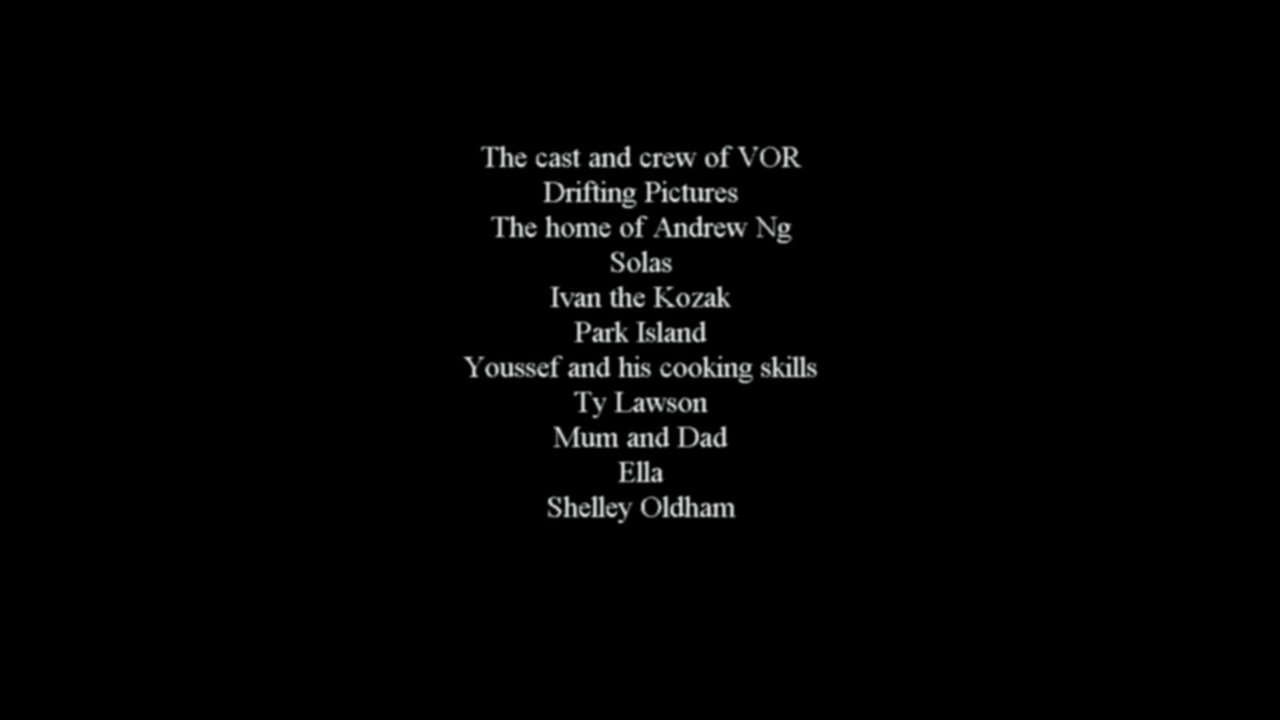 The cast and crew of VOR
Drifting Pictures
The home of Andrew Ng
Solas
Ivan the Kozak
Park Island
Youssef and his cooking skills
Ty Lawson
Mum and Dad
Ella
Shelley Oldham